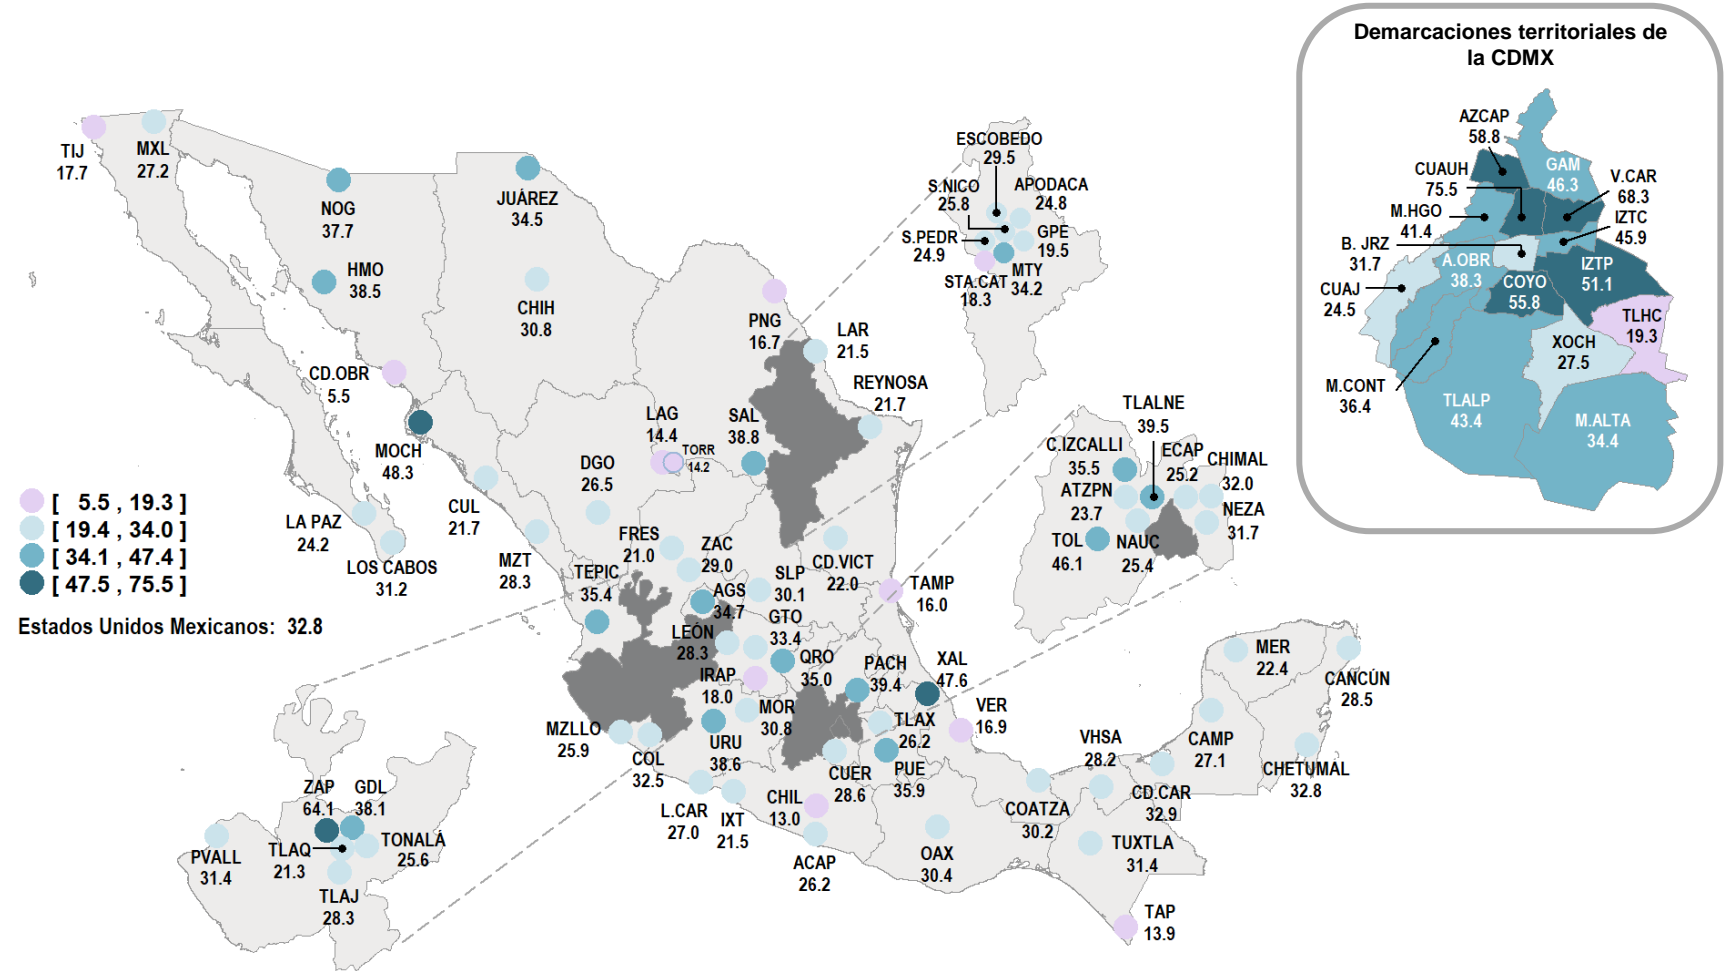 Demarcaciones territoriales de
la CDMX
AZCAP
58.8
GAM
46.3
CUAUH
75.5
V.CAR
68.3
M.HGO
41.4
IZTC
45.9
B. JRZ
31.7
A.OBR
38.3
IZTP
51.1
CUAJ
24.5
COYO
55.8
TLHC
19.3
XOCH
27.5
M.CONT
36.4
TLALP
43.4
M.ALTA
34.4
TIJ
17.7
MXL
27.2
NOG
37.7
HMO
38.5
JUÁREZ
34.5
CHIH
30.8
CD.OBR
5.5
MOCH
48.3
ESCOBEDO
29.5
S.NICO
25.8
APODACA
24.8
S.PEDR
24.9
GPE
19.5
STA.CAT
18.3
MTY
34.2
PNG
16.7
LAR
21.5
REYNOSA
21.7
LAG
14.4
TORR
14.2
SAL
38.8
DGO
26.5
CUL
21.7
LA PAZ
24.2
LOS CABOS
31.2
MZT
28.3
TLALNE
39.5
C.IZCALLI
35.5
ECAP
25.2
CHIMAL
32.0
ATZPN
23.7
NEZA
31.7
TOL
46.1
NAUC
25.4
[ 5.5 , 19.3 ]
[ 19.4 , 34.0 ]
[ 34.1 , 47.4 ]
[ 47.5 , 75.5 ]
Estados Unidos Mexicanos: 32.8
FRES
21.0
ZAC
29.0
TEPIC
35.4
AGS
34.7
SLP
30.1
CD.VICT
22.0
TAMP
16.0
LEÓN
28.3
GTO
33.4
IRAP
18.0
QRO
35.0
PACH
39.4
XAL
47.6
VER
16.9
MZLLO
25.9
COL
32.5
URU
38.6
MOR
30.8
TLAX
26.2
CUER
28.6
PUE
35.9
L.CAR
27.0
IXT
21.5
CHIL
13.0
ACAP
26.2
OAX
30.4
COATZA
30.2
VHSA
28.2
CD.CAR
32.9
TUXTLA
31.4
TAP
13.9
MER
22.4
CANCÚN
28.5
CAMP
27.1
CHETUMAL
32.8
ZAP
64.1
GDL
38.1
TONALÁ
25.6
TLAQ
21.3
PVALL
31.4
TLAJ
28.3